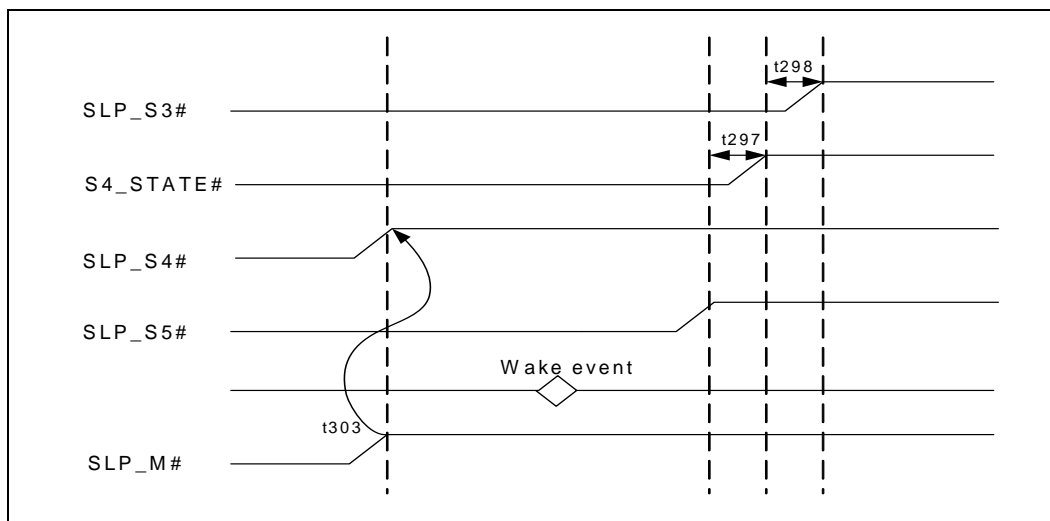 t298
SLP_S3#
t297
S4_STATE#
SLP_S4#
SLP_S5#
Wake event
t303
SLP_M#